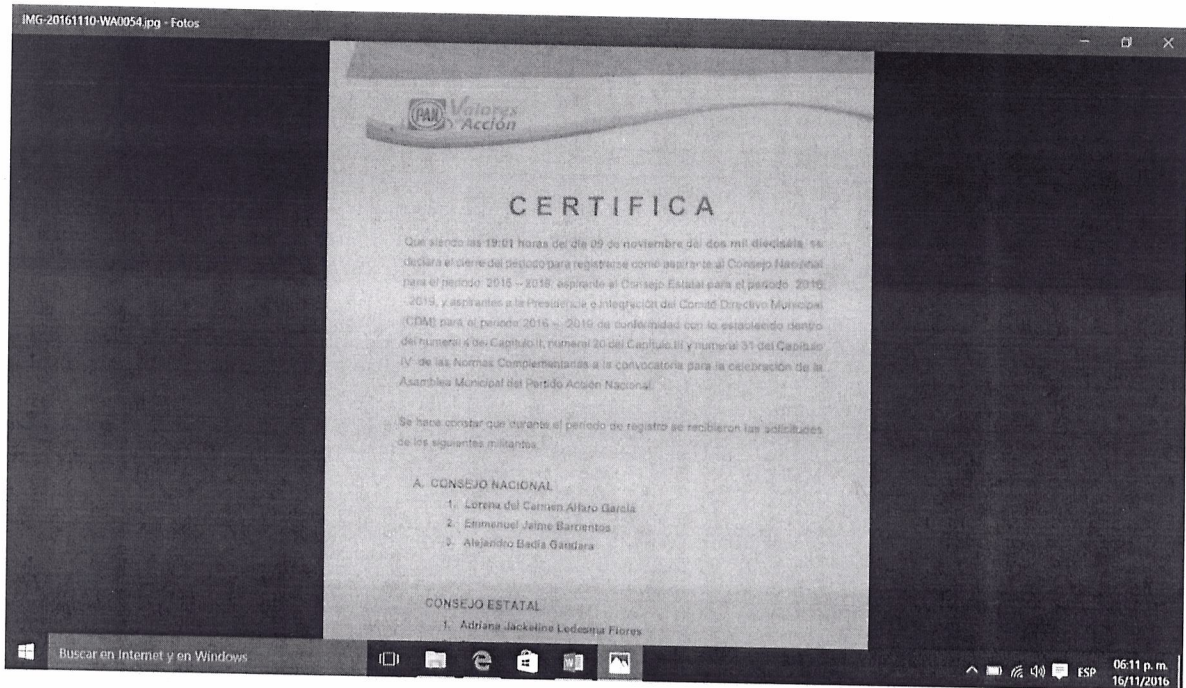 IMG-20161110-WA0054.jpg - Fotos
PAN Valores
Acción
CERTIFICA
Que siendo las 19:01 horas del día 09 de noviembre del dos mil dieciséis, se
declara el cierre del periodo para registrarse como aspirante al Consejo Nacional
para el periodo 2016 – 2018, aspirante al Consejo Estatal para el periodo 2016
-2019, y aspirantes a la Presidencia e integración del Comité Directivo Municipal
(CDM) para el periodo 2016 – 2019 de conformidad con lo establecido dentro
del numeral 4 del Capítulo II, numeral 20 del Capítulo III y numeral 31 del Capítulo
IV de las Normas Complementarias a la convocatoria para la celebración de la
Asamblea Municipal del Partido Acción Nacional.
Se hace constar que durante el periodo de registro se recibieron las solicitudes
de los siguientes militantes.
A. CONSEJO NACIONAL
1. Lorena del Carmen Alfaro García
2. Emmanuel Jaime Barrientos
3. Alejandro Badia Gandara
CONSEJO ESTATAL
1. Adriana Jackeline Ledesma Flores
Buscar en Internet y en Windows
ESP
06:11 p. m.
16/11/2016